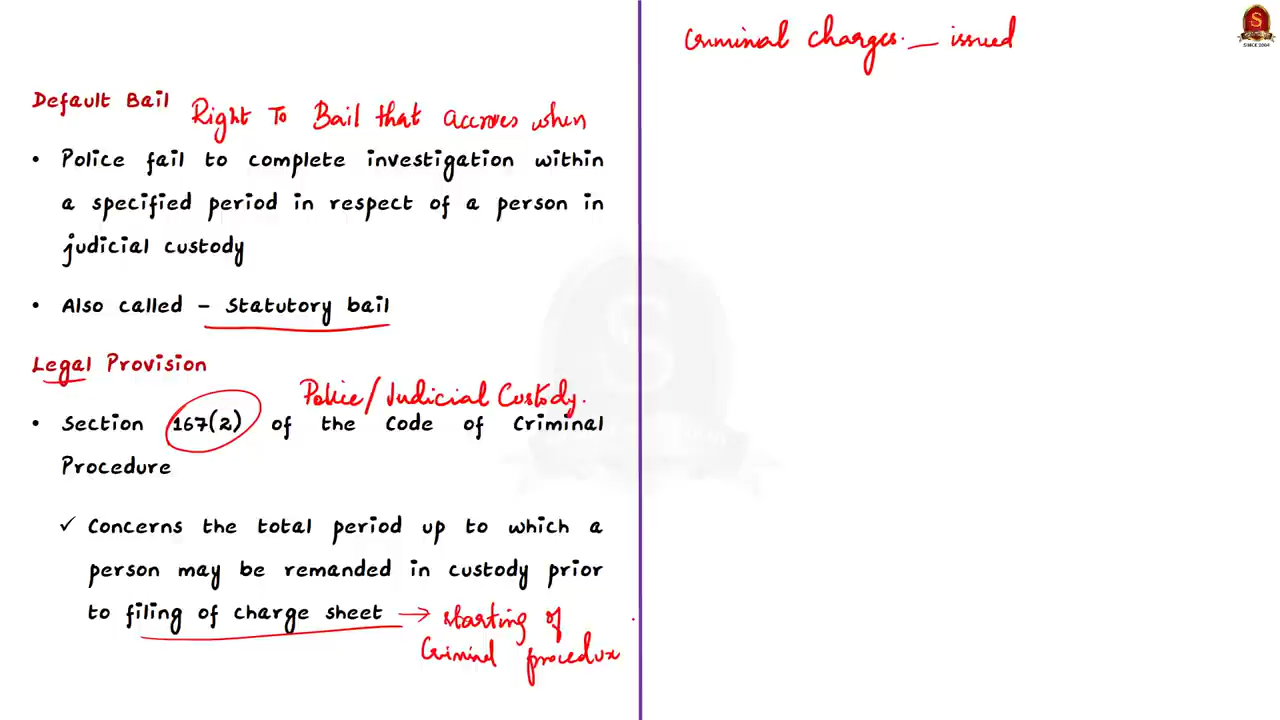 Default Bail Right To Bail that accrues when
• Police fail to complete investigation within
a specified period in respect of a person in
judicial custody
• Also called - Statutory bail
Legal Provision
Police/Judicial Custody.
• Section 167(2) of the Code of Criminal
Procedure
✓ Concerns the total period up to which a
person may be remanded in custody prior
to filing of charge sheet → starting of
Criminal procedure
Criminal charges. — issued
S
SINCE 2004